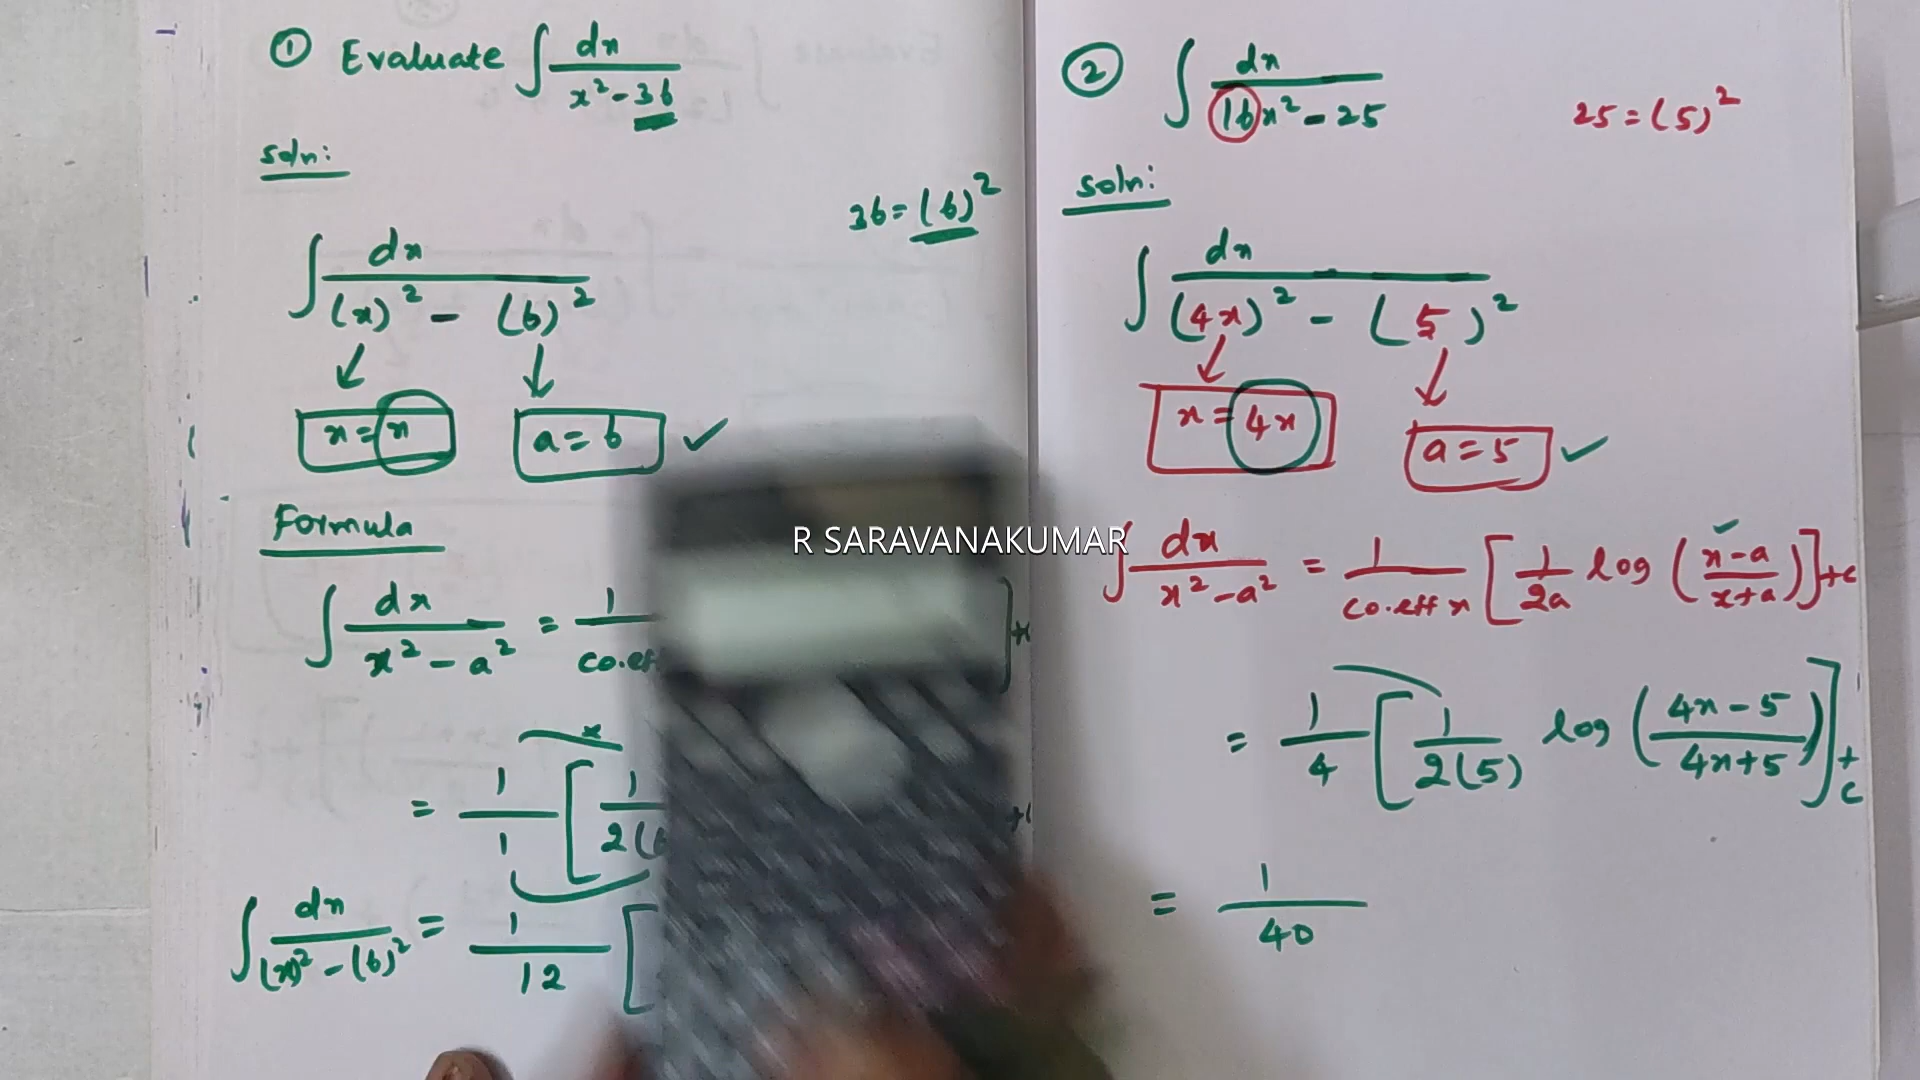 ① Evaluate ∫ dx / x² - 36
Soln:
36 = (6)²
∫ dx / (x)² - (6)²
x = x    a = 6 ✓
Formula
∫ dx / x² - a² = 1 / co.eff ] + c
= 1/1 [ 1 / 2(6
∫ dx / (x)² - (6)² = 1/12 [
② ∫ dx / 16x² - 25    25 = (5)²
Soln:
∫ dx / (4x)² - (5)²
x = 4x    a = 5 ✓
∫ dx / x² - a² = 1 / co.eff x [ 1/2a log ( x - a / x + a ) ] + c
= 1/4 [ 1 / 2(5) log ( 4x - 5 / 4x + 5 ) ] + c
= 1/40
R SARAVANAKUMAR